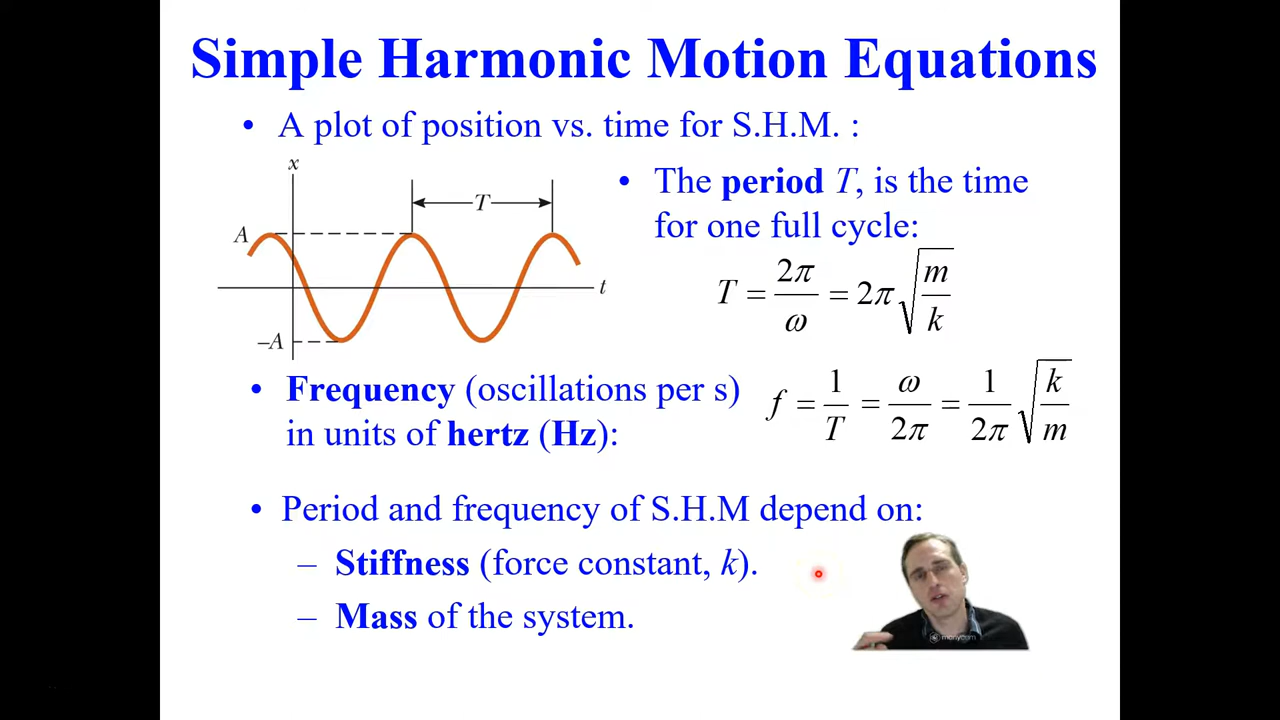 Simple Harmonic Motion Equations
• A plot of position vs. time for S.H.M. :
x
T
A
t
–A
• The period T, is the time
for one full cycle:
T = 2π/ω = 2π√(m/k)
• Frequency (oscillations per s)
in units of hertz (Hz):
f = 1/T = ω/2π = 1/2π √(k/m)
• Period and frequency of S.H.M depend on:
– Stiffness (force constant, k).
– Mass of the system.
manycam